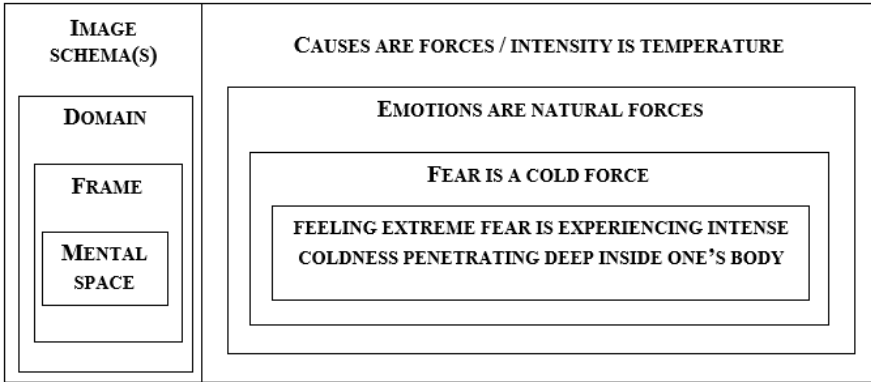 IMAGE
SCHEMA(S)
DOMAIN
FRAME
MENTAL
SPACE
CAUSES ARE FORCES / INTENSITY IS TEMPERATURE
EMOTIONS ARE NATURAL FORCES
FEAR IS A COLD FORCE
FEELING EXTREME FEAR IS EXPERIENCING INTENSE
COLDNESS PENETRATING DEEP INSIDE ONE’S BODY